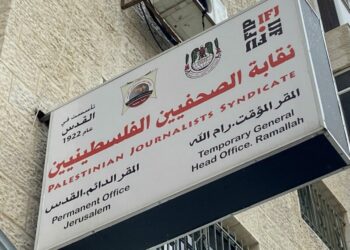 IFJ
تأسست في
القدس
عام 1922
نقابة الصحفيين الفلسطينيين
PALESTINIAN JOURNALISTS SYNDICATE
المقر الدائم.القدس
Permanent Office
Jerusalem
المقر المؤقت.رام الله
Temporary General
Head Office. Ramallah